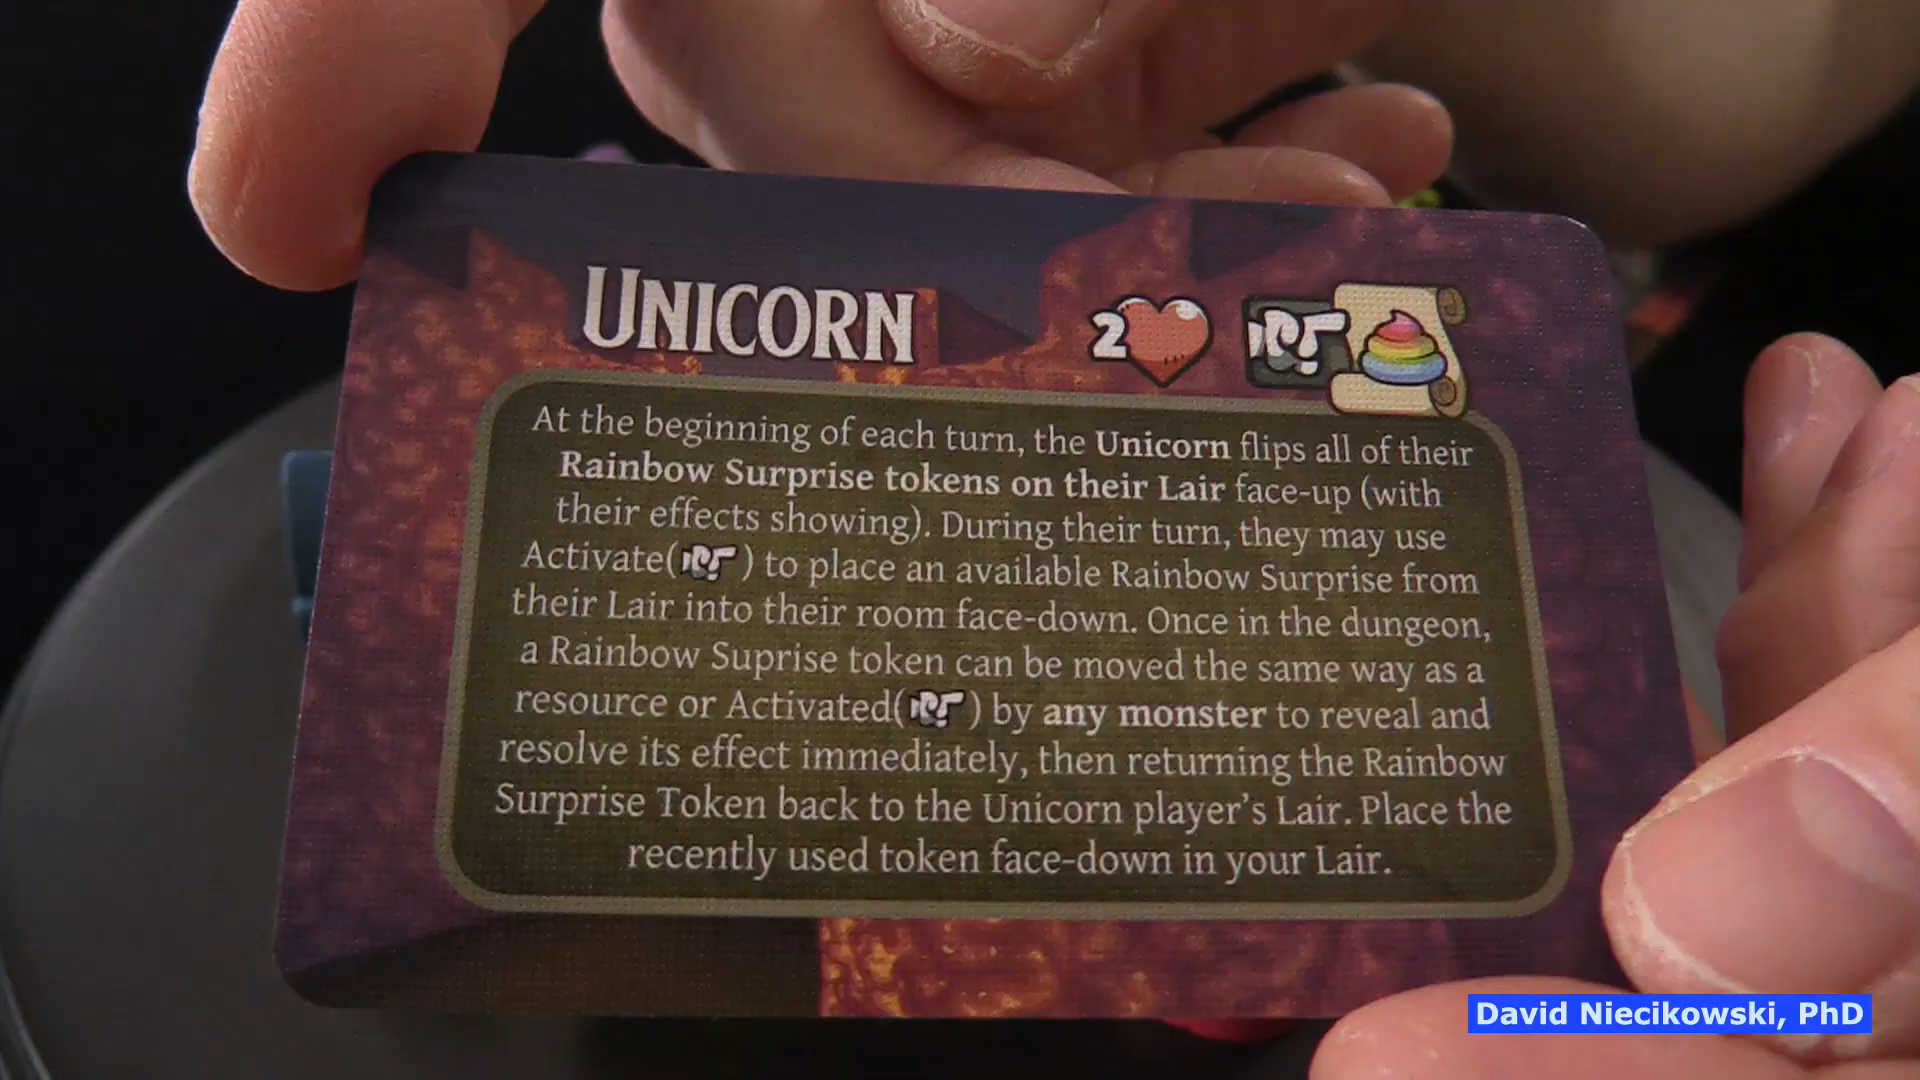 UNICORN
2
At the beginning of each turn, the Unicorn flips all of their
Rainbow Surprise tokens on their Lair face-up (with
their effects showing). During their turn, they may use
Activate( ) to place an available Rainbow Surprise from
their Lair into their room face-down. Once in the dungeon,
a Rainbow Suprise token can be moved the same way as a
resource or Activated( ) by any monster to reveal and
resolve its effect immediately, then returning the Rainbow
Surprise Token back to the Unicorn player’s Lair. Place the
recently used token face-down in your Lair.
David Niecikowski, PhD